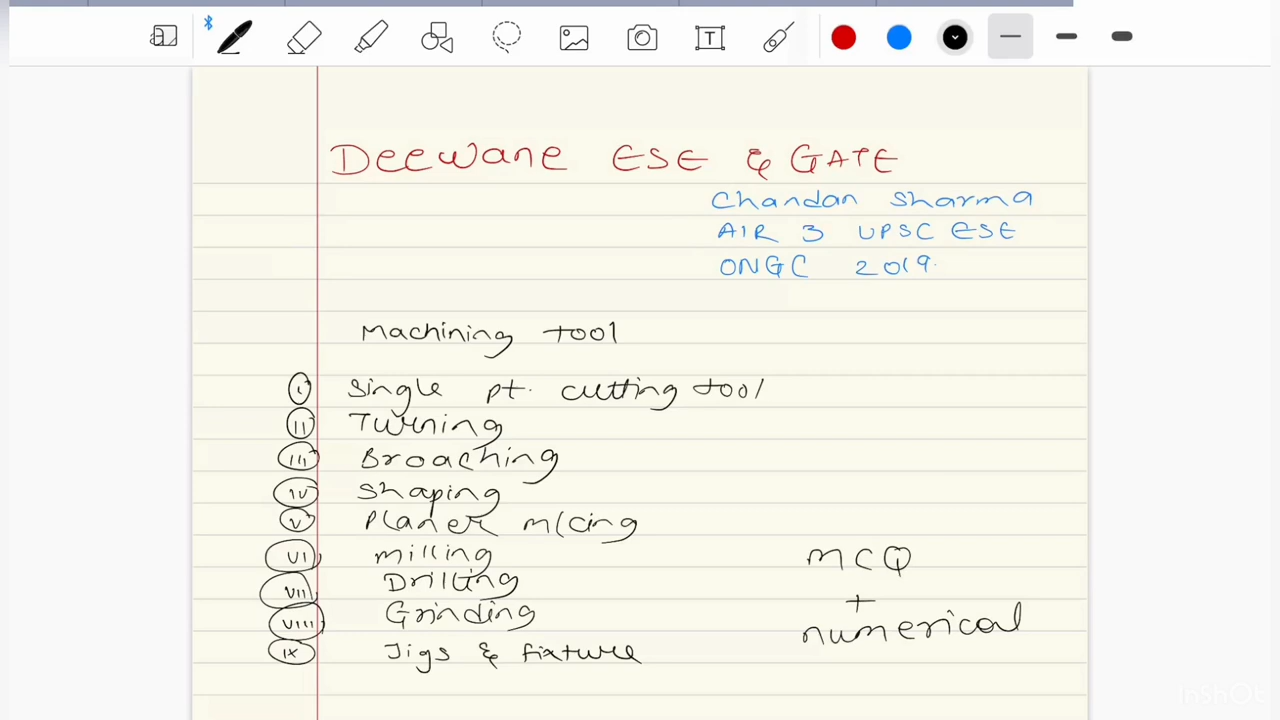 Deewane ESE & GATE
Chandan Sharma
AIR 3 UPSC ESE
ONGC 2019.
Machining tool
i single pt. cutting tool
ii Turning
iii Broaching
iv shaping
v Planer m/cing
vi milling
vii Drilling
viii Grinding
ix Jigs & fixture
MCQ
+
numerical
InShOt